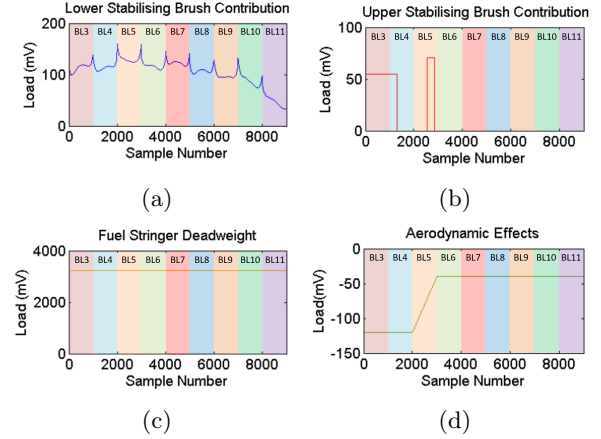 Lower Stabilising Brush Contribution
200
BL3 BL4 BL5 BL6 BL7 BL8 BL9 BL10 BL11
Load (mV)
100
0
0 2000 4000 6000 8000
Sample Number
(a)
Upper Stabilising Brush Contribution
100
BL3 BL4 BL5 BL6 BL7 BL8 BL9 BL10 BL11
Load (mV)
50
0
0 2000 4000 6000 8000
Sample Number
(b)
Fuel Stringer Deadweight
4000
BL3 BL4 BL5 BL6 BL7 BL8 BL9 BL10 BL11
Load (mV)
2000
0
0 2000 4000 6000 8000
Sample Number
(c)
Aerodynamic Effects
0
BL3 BL4 BL5 BL6 BL7 BL8 BL9 BL10 BL11
Load(mV)
-50
-100
-150
0 2000 4000 6000 8000
Sample Number
(d)